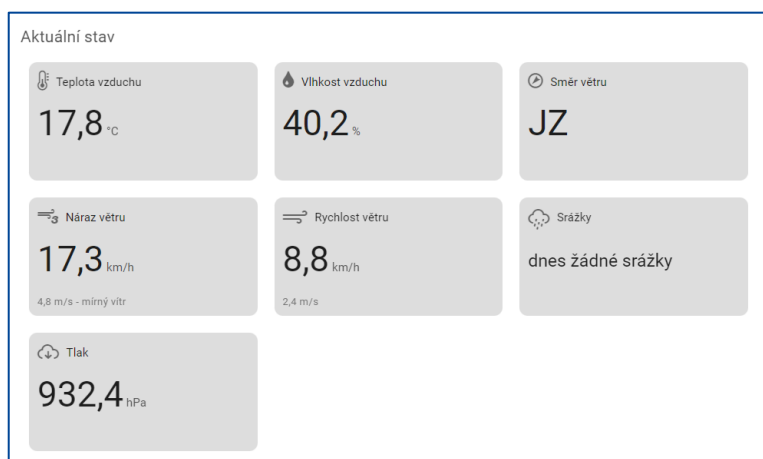 Aktuální stav
Teplota vzduchu
17,8 °C
Vlhkost vzduchu
40,2 %
Směr větru
JZ
Náraz větru
17,3 km/h
4,8 m/s - mírný vítr
Rychlost větru
8,8 km/h
2,4 m/s
Srážky
dnes žádné srážky
Tlak
932,4 hPa